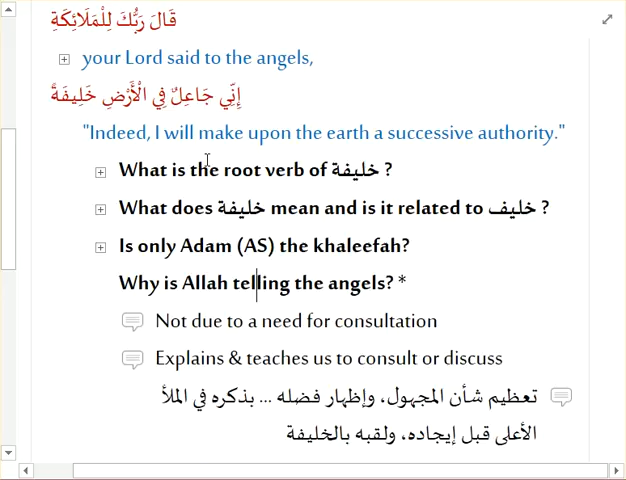 قَالَ رَبُّكَ لِلْمَلَائِكَةِ
your Lord said to the angels,
إِنِّي جَاعِلٌ فِي الْأَرْضِ خَلِيفَةً
"Indeed, I will make upon the earth a successive authority."
What is the root verb of خليفة ?
What does خليفة mean and is it related to خليف ?
Is only Adam (AS) the khaleefah?
Why is Allah telling the angels? *
Not due to a need for consultation
Explains & teaches us to consult or discuss
تعظيم شأن المجهول، وإظهار فضله ... بذكره في الملأ
الأعلى قبل إيجاده، ولقبه بالخليفة